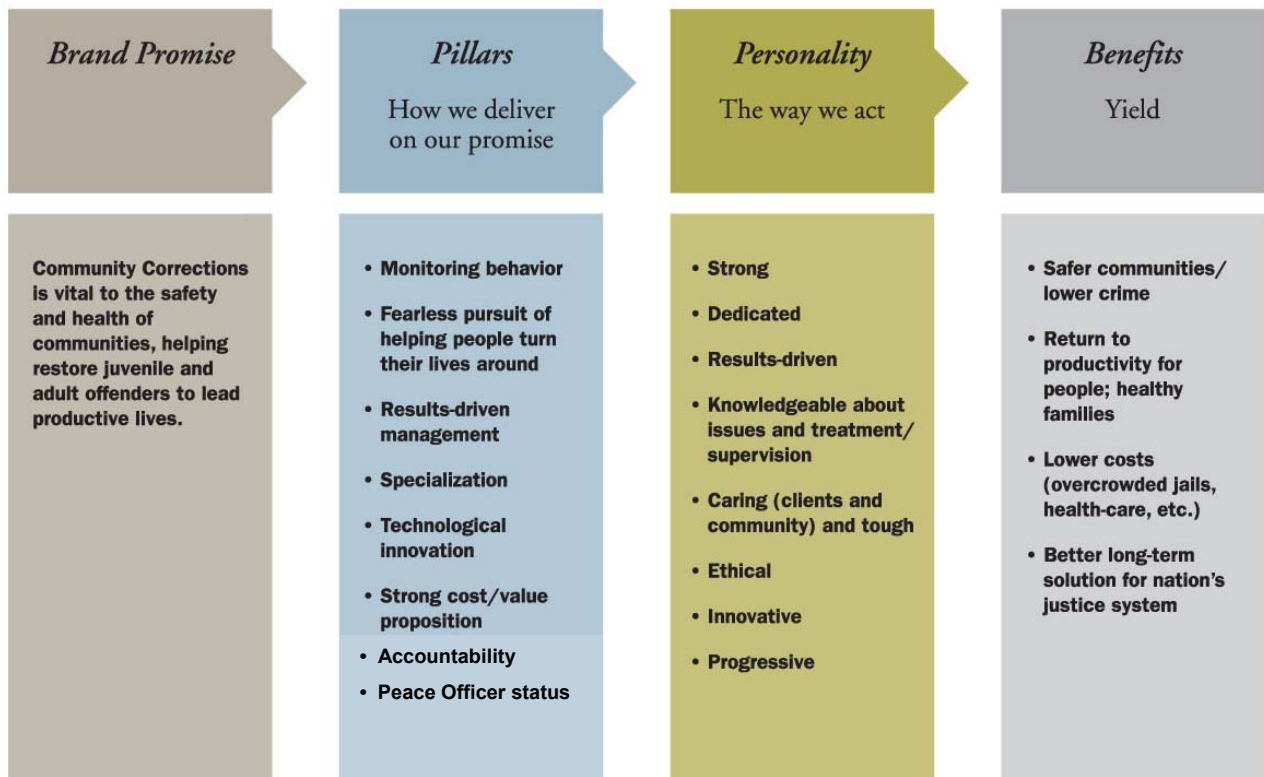 Brand Promise
Community Corrections
is vital to the safety
and health of
communities, helping
restore juvenile and
adult offenders to lead
productive lives.
Pillars
How we deliver
on our promise
• Monitoring behavior
• Fearless pursuit of
helping people turn
their lives around
• Results-driven
management
• Specialization
• Technological
innovation
• Strong cost/value
proposition
• Accountability
• Peace Officer status
Personality
The way we act
• Strong
• Dedicated
• Results-driven
• Knowledgeable about
issues and treatment/
supervision
• Caring (clients and
community) and tough
• Ethical
• Innovative
• Progressive
Benefits
Yield
• Safer communities/
lower crime
• Return to
productivity for
people; healthy
families
• Lower costs
(overcrowded jails,
health-care, etc.)
• Better long-term
solution for nation’s
justice system